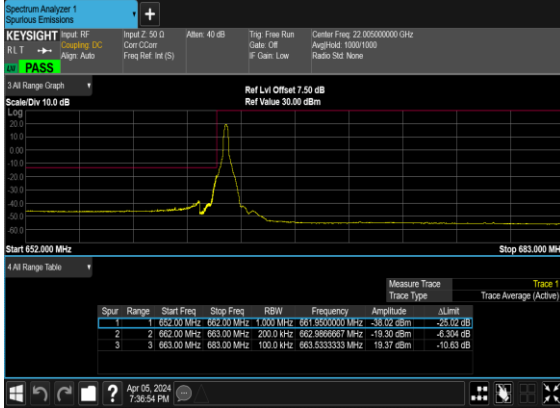 Spectrum Analyzer 1
Spurious Emissions
+
KEYSIGHT Input: RF Input Z: 50 Ω Atten: 40 dB Trig: Free Run Center Freq: 22.005000000 GHz
RLT Coupling: DC Corr CCorr Gate: Off Avg|Hold: 1000/1000
Align: Auto Freq Ref: Int (S) IF Gain: Low Radio Std: None
PASS
3 All Range Graph
Ref Lvl Offset 7.50 dB
Scale/Div 10.0 dB Ref Value 30.00 dBm
Log
20.0
10.0
0.00
-10.0
-20.0
-30.0
-40.0
-50.0
-60.0
Start 652.000 MHz Stop 683.000 MH
4 All Range Table
Measure Trace Trace 1
Trace Type Trace Average (Active)
Spur Range Start Freq Stop Freq RBW Frequency Amplitude ΔLimit
1 1 652.00 MHz 662.00 MHz 1.000 MHz 661.9500000 MHz -38.02 dBm -25.02 dB
2 2 662.00 MHz 663.00 MHz 200.0 kHz 662.9866667 MHz -19.30 dBm -6.304 dB
3 3 663.00 MHz 683.00 MHz 100.0 kHz 663.5333333 MHz 19.37 dBm -10.63 dB
?
Apr 05, 2024
7:36:54 PM